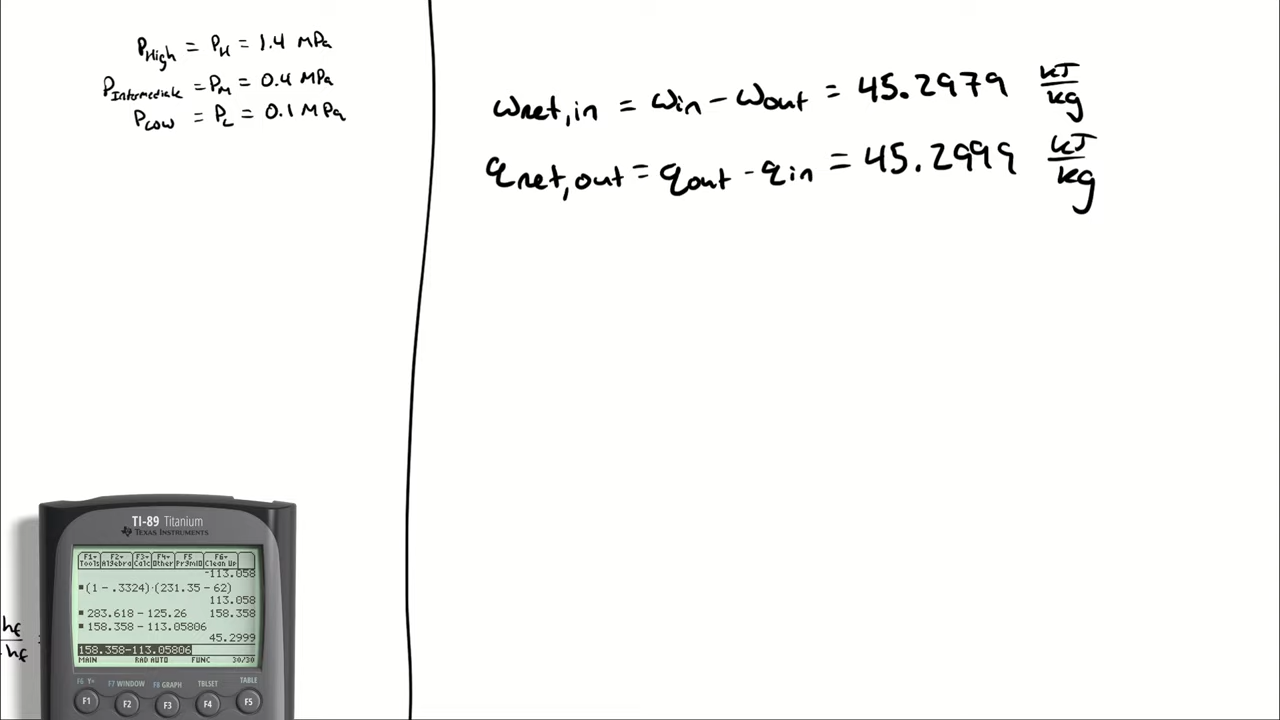 P_High = P_H = 1.4 MPa
P_Intermediate = P_M = 0.4 MPa
P_Low = P_L = 0.1 MPa
w_net,in = w_in - w_out = 45.2979 kJ/kg
q_net,out = q_out - q_in = 45.2999 kJ/kg
TI-89 Titanium
TEXAS INSTRUMENTS
F1 Tools F2 Algebra F3 Calc F4 Other F5 PrgmIO F6 Clean Up
-113.058
(1 - .3324)·(231.35 - 62)
113.058
283.618 - 125.26 158.358
158.358 - 113.05806
45.2999
158.358-113.05806
MAIN RAD AUTO FUNC 30/30
F6 Y= F7 WINDOW F8 GRAPH TBLSET TABLE
F1 F2 F3 F4 F5
h_f
h_f